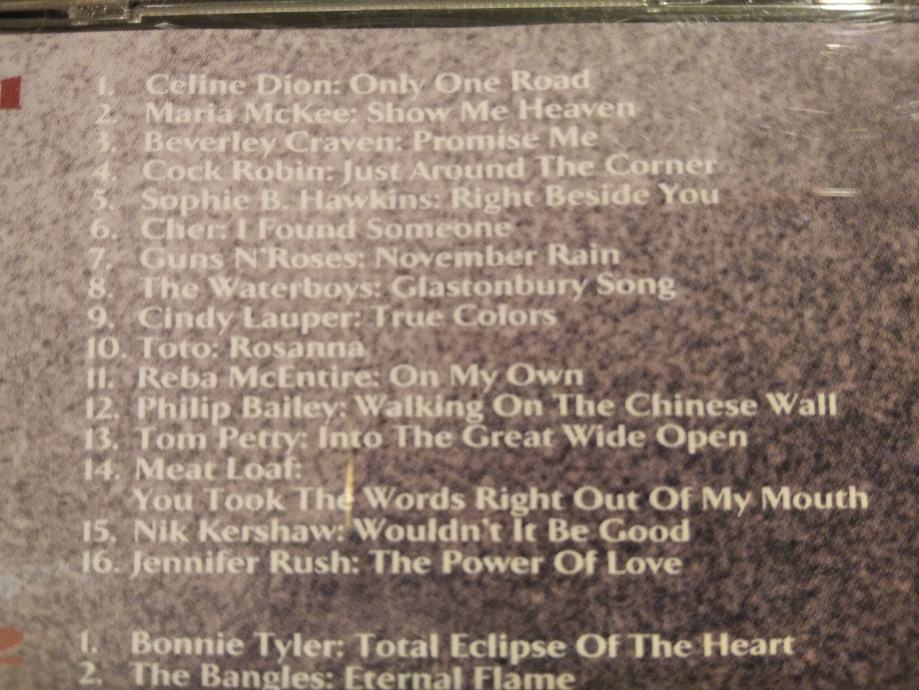 1
1. Celine Dion: Only One Road
2. Maria McKee: Show Me Heaven
3. Beverley Craven: Promise Me
4. Cock Robin: Just Around The Corner
5. Sophie B. Hawkins: Right Beside You
6. Cher: I Found Someone
7. Guns N'Roses: November Rain
8. The Waterboys: Glastonbury Song
9. Cindy Lauper: True Colors
10. Toto: Rosanna
11. Reba McEntire: On My Own
12. Philip Bailey: Walking On The Chinese Wall
13. Tom Petty: Into The Great Wide Open
14. Meat Loaf:
You Took The Words Right Out Of My Mouth
15. Nik Kershaw: Wouldn't It Be Good
16. Jennifer Rush: The Power Of Love
2
1. Bonnie Tyler: Total Eclipse Of The Heart
2. The Bangles: Eternal Flame